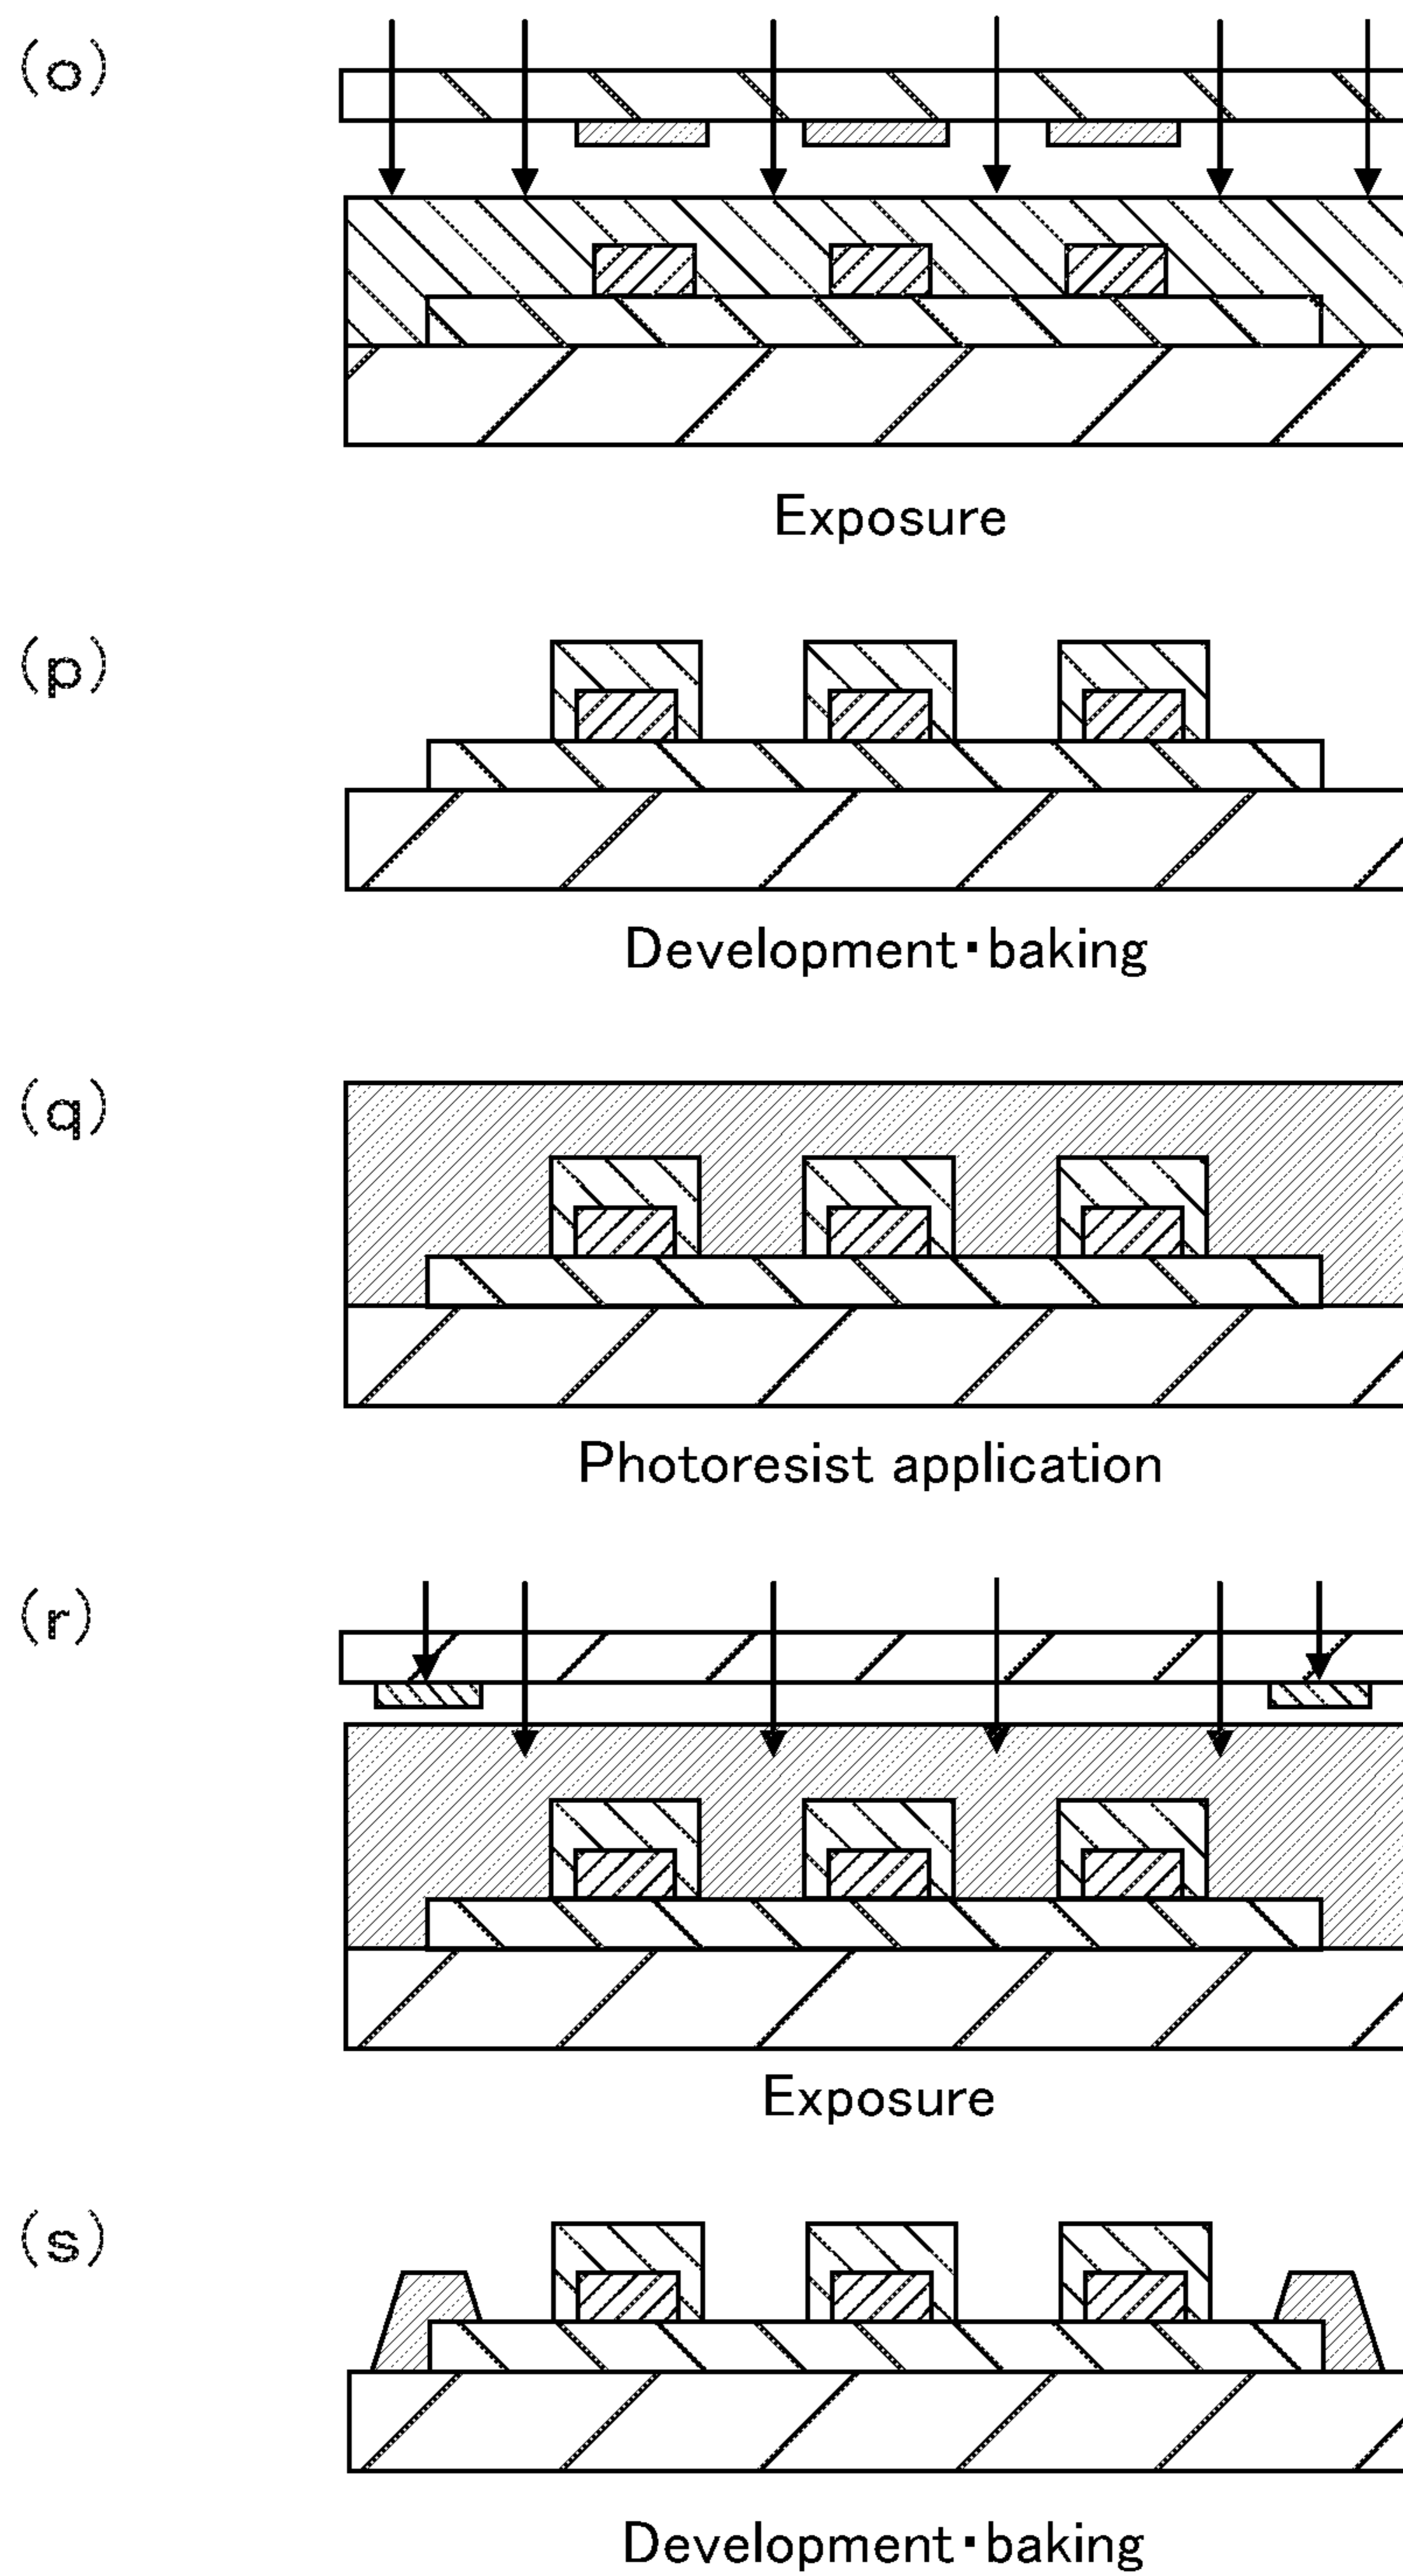 (o)
Exposure
(p)
Development・baking
(q)
Photoresist application
(r)
Exposure
(s)
Development・baking